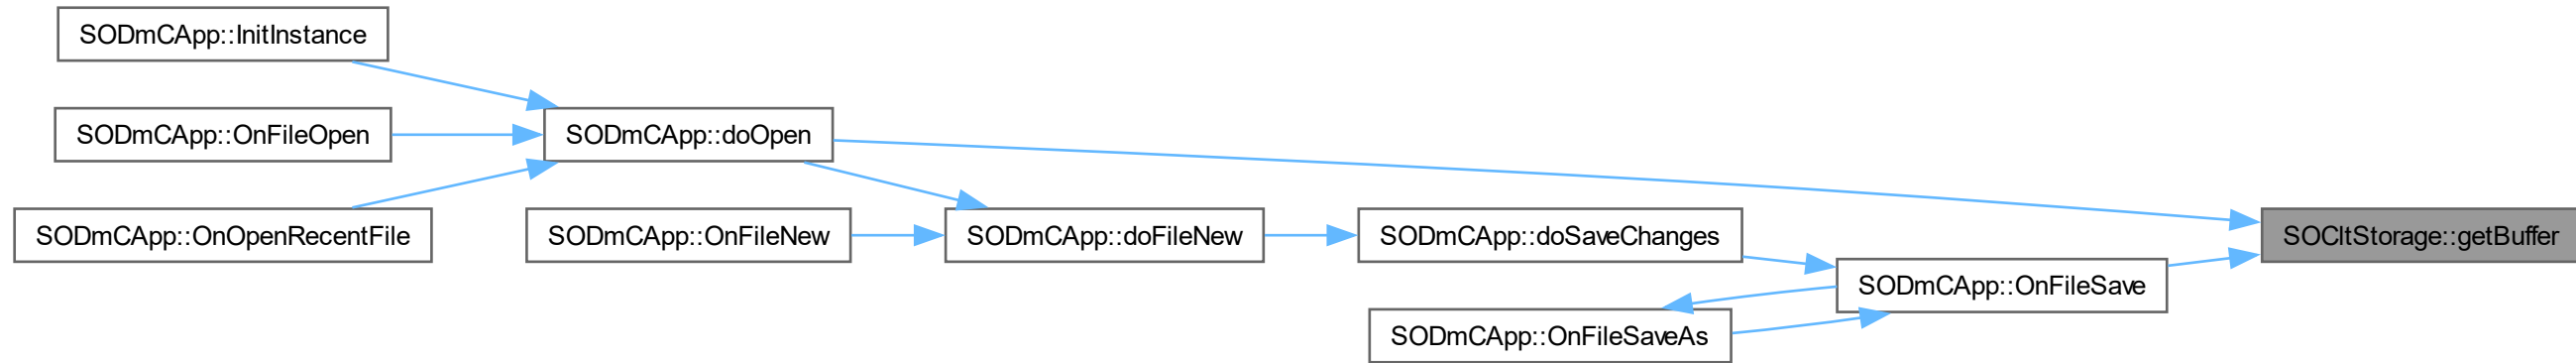 SODmCApp::InitInstance
SODmCApp::OnFileOpen
SODmCApp::doOpen
SODmCApp::OnOpenRecentFile
SODmCApp::OnFileNew
SODmCApp::doFileNew
SODmCApp::doSaveChanges
SOCltStorage::getBuffer
SODmCApp::OnFileSave
SODmCApp::OnFileSaveAs